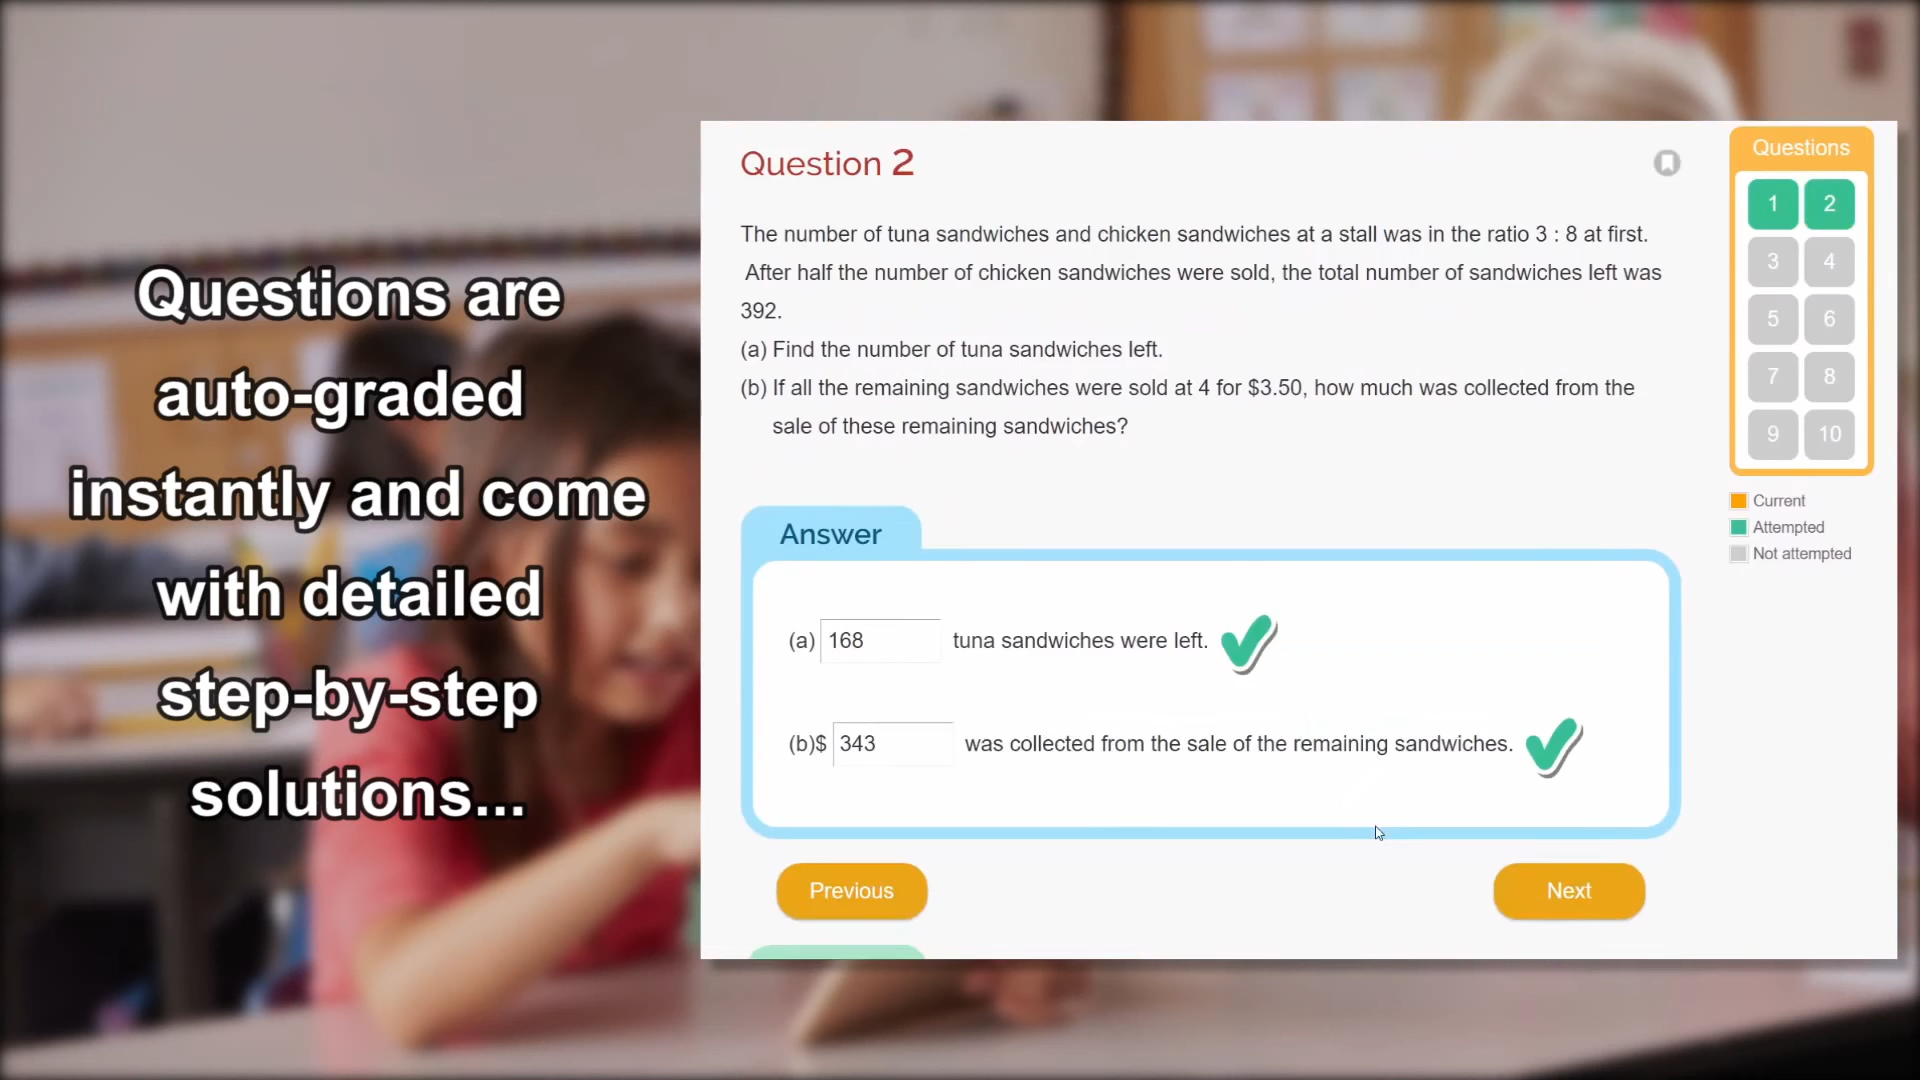 Questions are
auto-graded
instantly and come
with detailed
step-by-step
solutions...
Question 2
The number of tuna sandwiches and chicken sandwiches at a stall was in the ratio 3 : 8 at first.
After half the number of chicken sandwiches were sold, the total number of sandwiches left was
392.
(a) Find the number of tuna sandwiches left.
(b) If all the remaining sandwiches were sold at 4 for $3.50, how much was collected from the
sale of these remaining sandwiches?
Answer
(a) 168 tuna sandwiches were left.
(b)$ 343 was collected from the sale of the remaining sandwiches.
Previous
Next
Questions
1 2
3 4
5 6
7 8
9 10
Current
Attempted
Not attempted